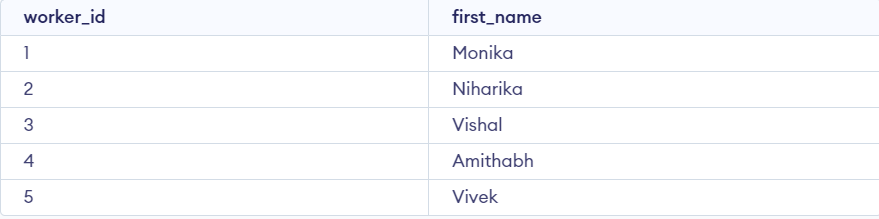 worker_id first_name
1 Monika
2 Niharika
3 Vishal
4 Amithabh
5 Vivek